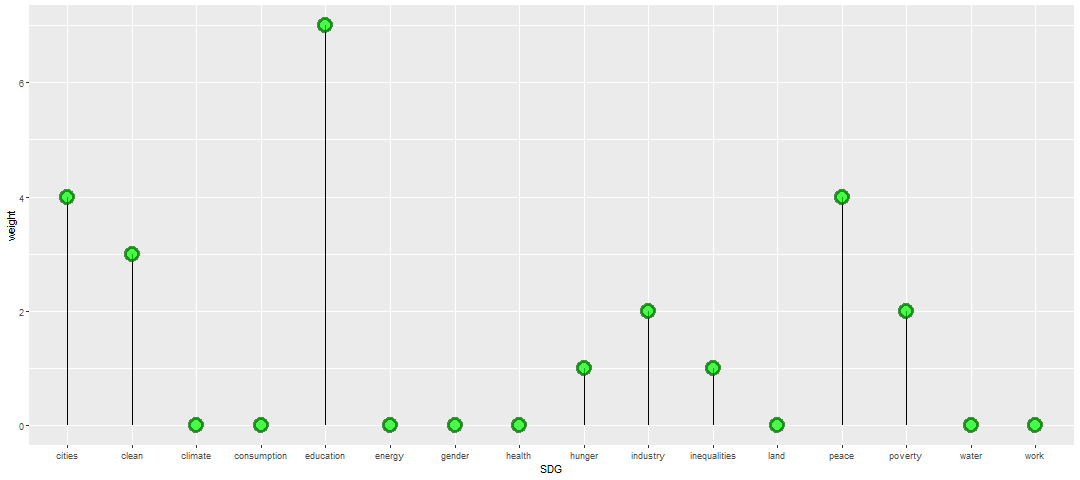 6
4
2
0
weight
cities clean climate consumption education energy gender health hunger industry inequalities land peace poverty water work
SDG